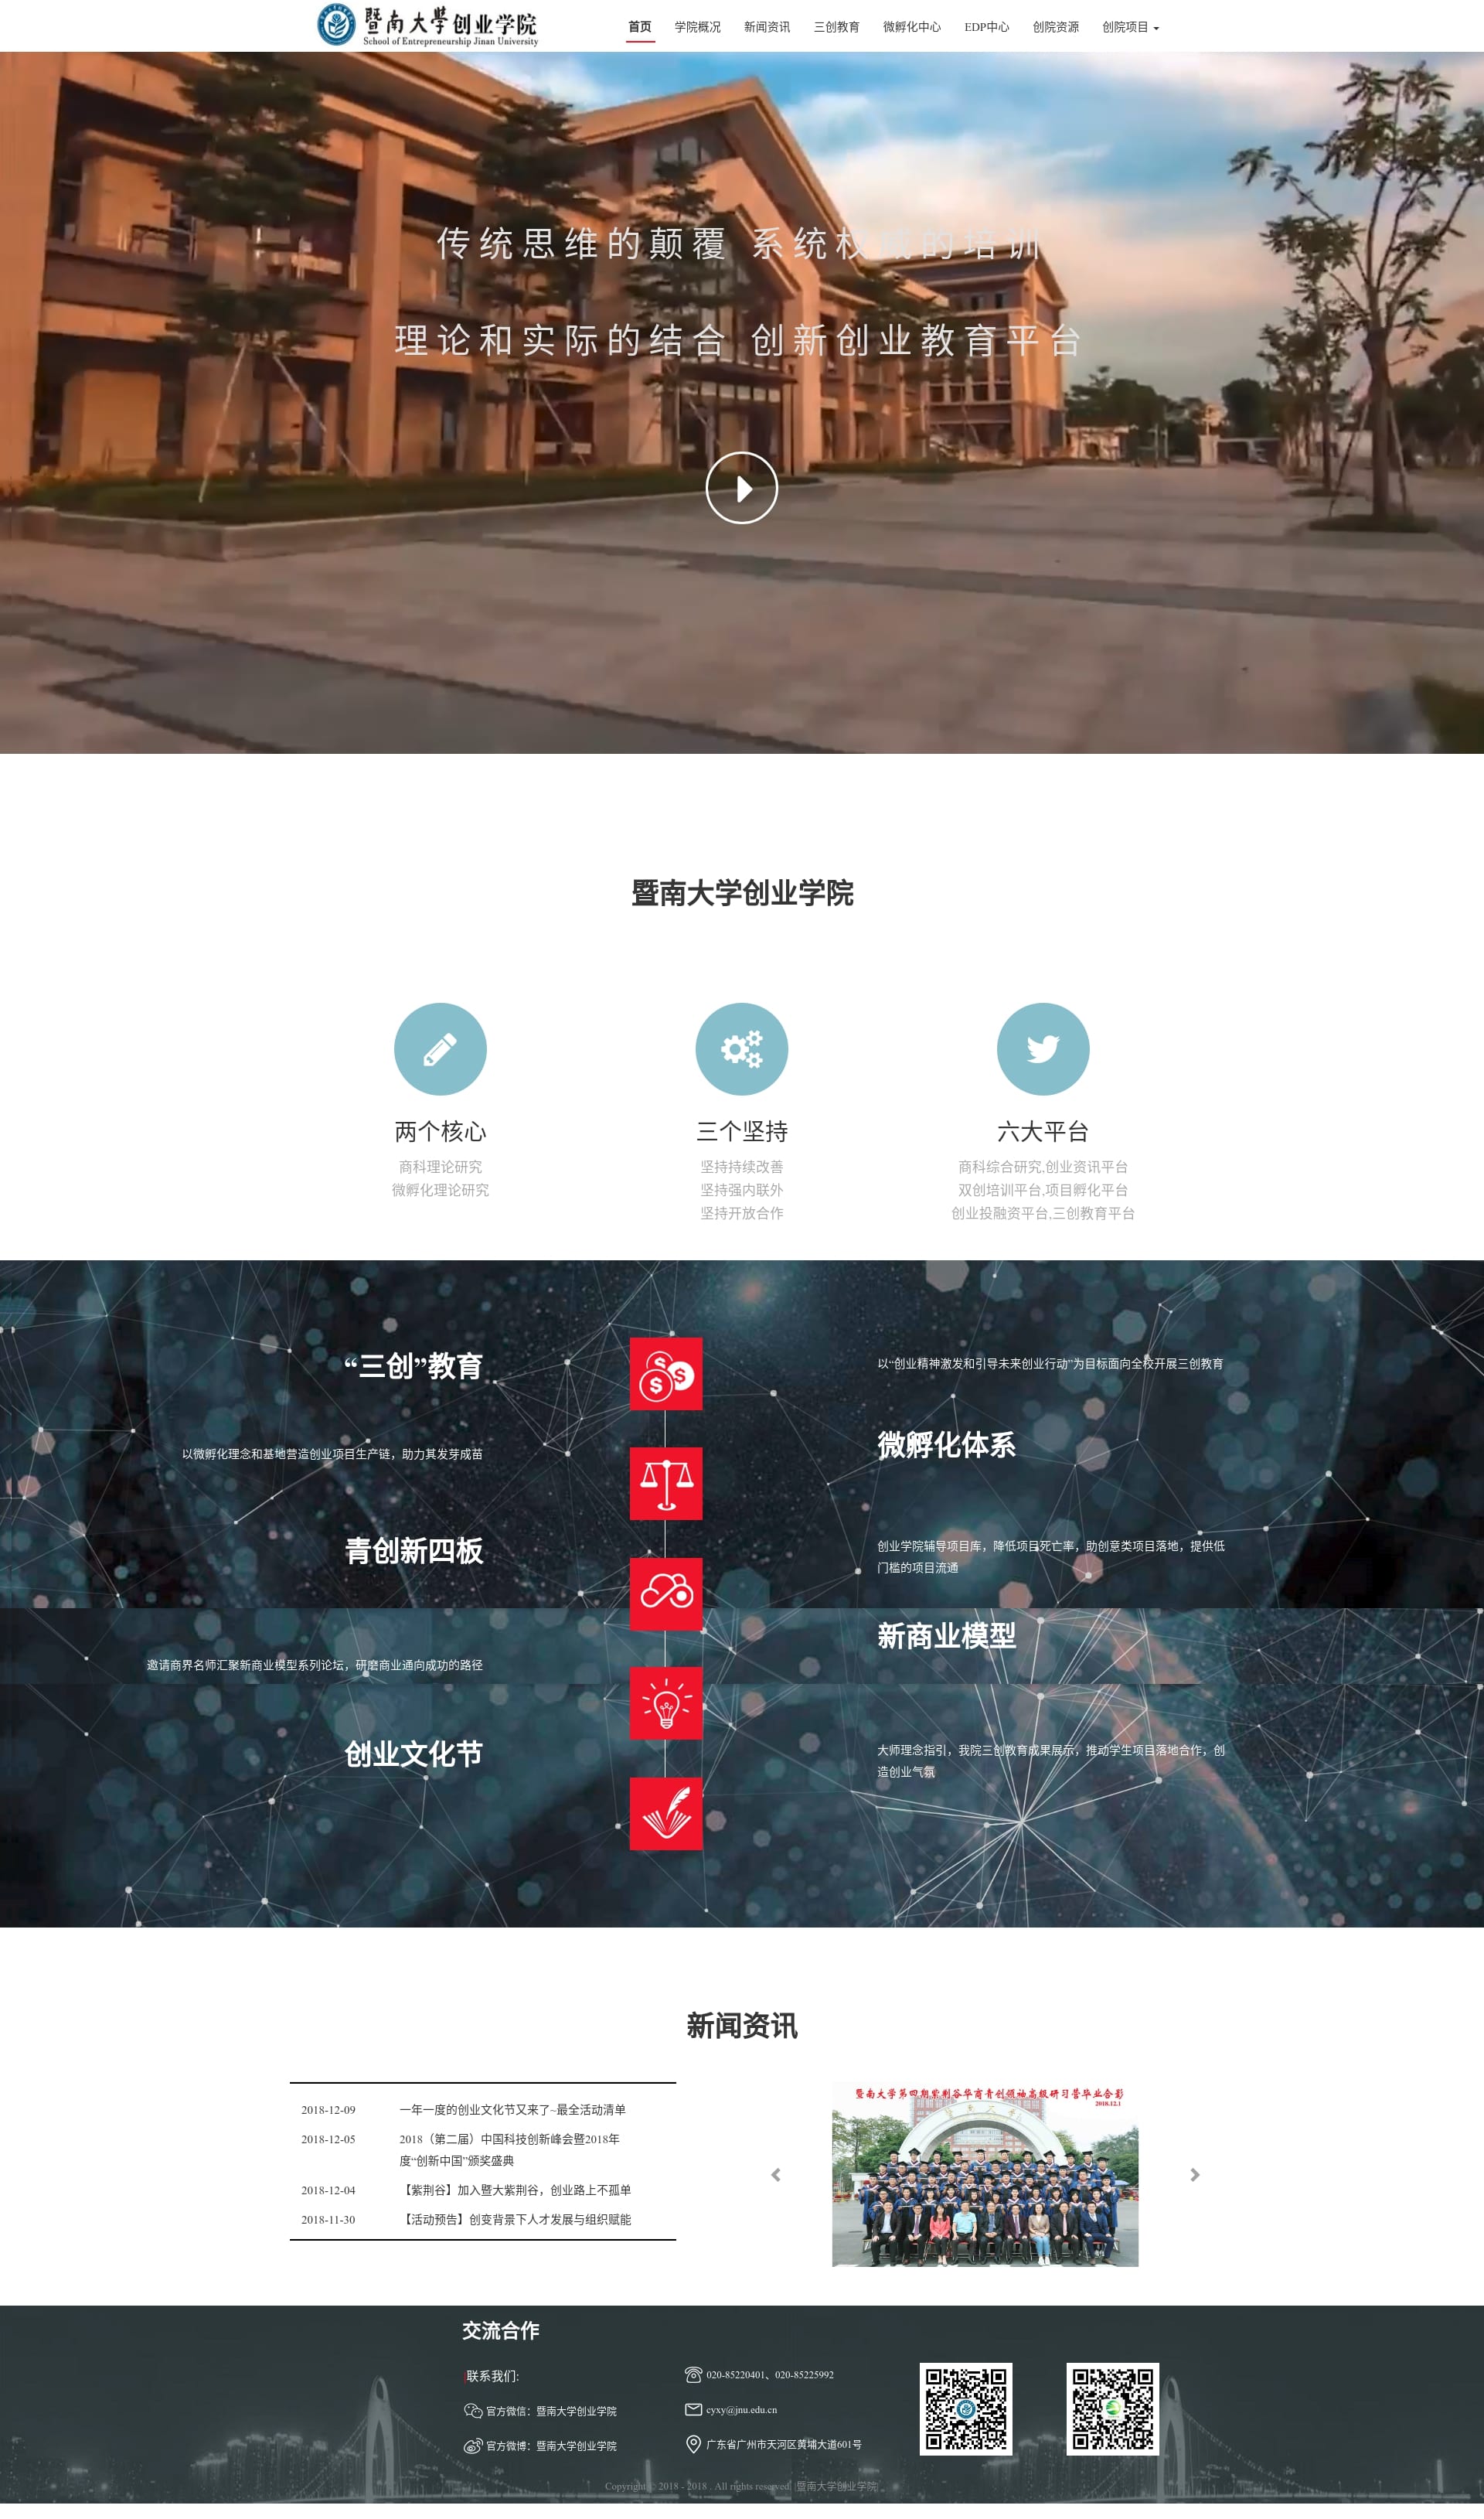 暨南大學创业学院
School of Entrepreneurship Jinan University
首页 学院概况 新闻资讯 三创教育 微孵化中心 EDP中心 创院资源 创院项目
传统思维的颠覆 系统权威的培训
理论和实际的结合 创新创业教育平台
暨南大学创业学院
两个核心
商科理论研究
微孵化理论研究
三个坚持
坚持持续改善
坚持强内联外
坚持开放合作
六大平台
商科综合研究,创业资讯平台
双创培训平台,项目孵化平台
创业投融资平台,三创教育平台
“三创”教育
以“创业精神激发和引导未来创业行动”为目标面向全校开展三创教育
微孵化体系
以微孵化理念和基地营造创业项目生产链，助力其发芽成苗
青创新四板
创业学院辅导项目库，降低项目死亡率，助创意类项目落地，提供低
门槛的项目流通
新商业模型
邀请商界名师汇聚新商业模型系列论坛，研磨商业通向成功的路径
创业文化节
大师理念指引，我院三创教育成果展示，推动学生项目落地合作，创
造创业气氛
新闻资讯
2018-12-09 一年一度的创业文化节又来了~最全活动清单
2018-12-05 2018（第二届）中国科技创新峰会暨2018年
度“创新中国”颁奖盛典
2018-12-04 【紫荆谷】加入暨大紫荆谷，创业路上不孤单
2018-11-30 【活动预告】创变背景下人才发展与组织赋能
暨南大学第四期紫荆谷华商青创领袖高级研习营毕业合影
2018.12.1
交流合作
|联系我们:
官方微信：暨南大学创业学院
官方微博：暨南大学创业学院
020-85220401、020-85225992
cyxy@jnu.edu.cn
广东省广州市天河区黄埔大道601号
Copyright © 2018 - 2018 . All rights reserved. |暨南大学创业学院|